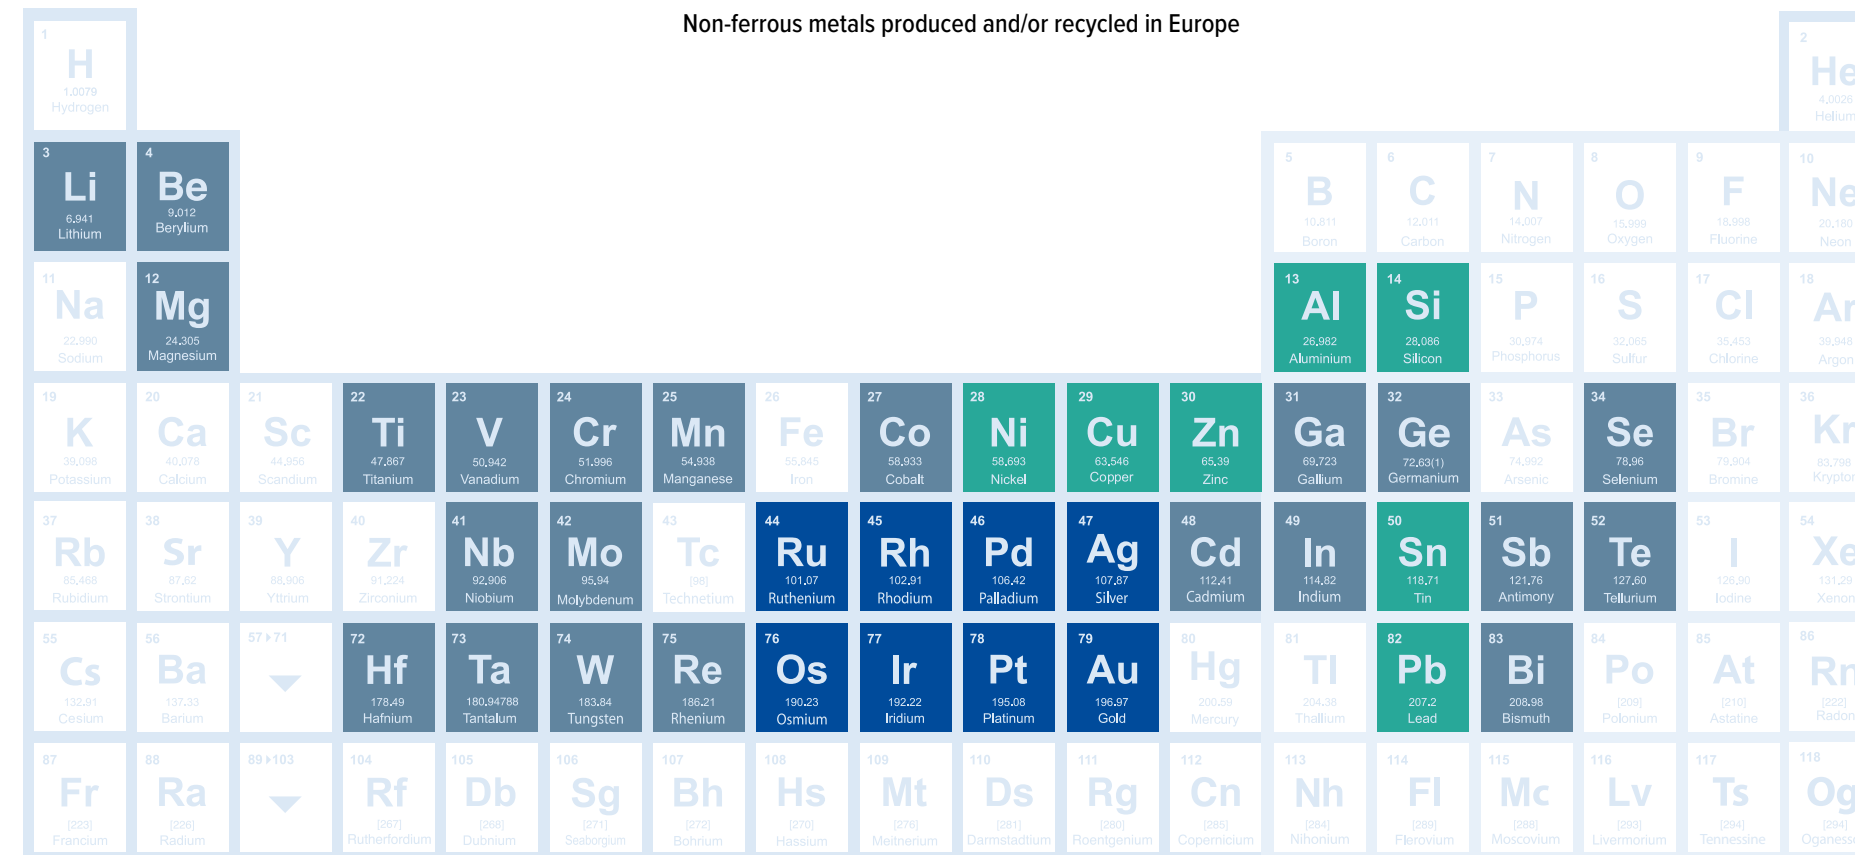 Non-ferrous metals produced and/or recycled in Europe
1
H
1.0079
Hydrogen
2
He
4.0026
Helium
3
Li
6.941
Lithium
4
Be
9.012
Berylium
5
B
10.811
Boron
6
C
12.011
Carbon
7
N
14.007
Nitrogen
8
O
15.999
Oxygen
9
F
18.998
Fluorine
10
Ne
20.180
Neon
11
Na
22.990
Sodium
12
Mg
24.305
Magnesium
13
Al
26.982
Aluminium
14
Si
28.086
Silicon
15
P
30.974
Phosphorus
16
S
32.065
Sulfur
17
Cl
35.453
Chlorine
18
Ar
39.948
Argon
19
K
39.098
Potassium
20
Ca
40.078
Calcium
21
Sc
44.956
Scandium
22
Ti
47.867
Titanium
23
V
50.942
Vanadium
24
Cr
51.996
Chromium
25
Mn
54.938
Manganese
26
Fe
55.845
Iron
27
Co
58.933
Cobalt
28
Ni
58.693
Nickel
29
Cu
63.546
Copper
30
Zn
65.39
Zinc
31
Ga
69.723
Gallium
32
Ge
72.63(1)
Germanium
33
As
74.992
Arsenic
34
Se
78.96
Selenium
35
Br
79.904
Bromine
36
Kr
83.798
Krypton
37
Rb
85.468
Rubidium
38
Sr
87.62
Strontium
39
Y
88.906
Yttrium
40
Zr
91.224
Zirconium
41
Nb
92.906
Niobium
42
Mo
95.94
Molybdenum
43
Tc
[98]
Technetium
44
Ru
101.07
Ruthenium
45
Rh
102.91
Rhodium
46
Pd
106.42
Palladium
47
Ag
107.87
Silver
48
Cd
112.41
Cadmium
49
In
114.82
Indium
50
Sn
118.71
Tin
51
Sb
121.76
Antimony
52
Te
127.60
Tellurium
53
I
126.90
Iodine
54
Xe
131.29
Xenon
55
Cs
132.91
Cesium
56
Ba
137.33
Barium
57 ▸ 71
72
Hf
178.49
Hafnium
73
Ta
180.94788
Tantalum
74
W
183.84
Tungsten
75
Re
186.21
Rhenium
76
Os
190.23
Osmium
77
Ir
192.22
Iridium
78
Pt
195.08
Platinum
79
Au
196.97
Gold
80
Hg
200.59
Mercury
81
Tl
204.38
Thallium
82
Pb
207.2
Lead
83
Bi
208.98
Bismuth
84
Po
[209]
Polonium
85
At
[210]
Astatine
86
Rn
[222]
Radon
87
Fr
[223]
Francium
88
Ra
[226]
Radium
89 ▸ 103
104
Rf
[267]
Rutherfordium
105
Db
[268]
Dubnium
106
Sg
[271]
Seaborgium
107
Bh
[272]
Bohrium
108
Hs
[270]
Hassium
109
Mt
[276]
Meitnerium
110
Ds
[281]
Darmstadtium
111
Rg
[280]
Roentgenium
112
Cn
[285]
Copernicium
113
Nh
[284]
Nihonium
114
Fl
[289]
Flerovium
115
Mc
[288]
Moscovium
116
Lv
[293]
Livermorium
117
Ts
[294]
Tennessine
118
Og
[294]
Oganess